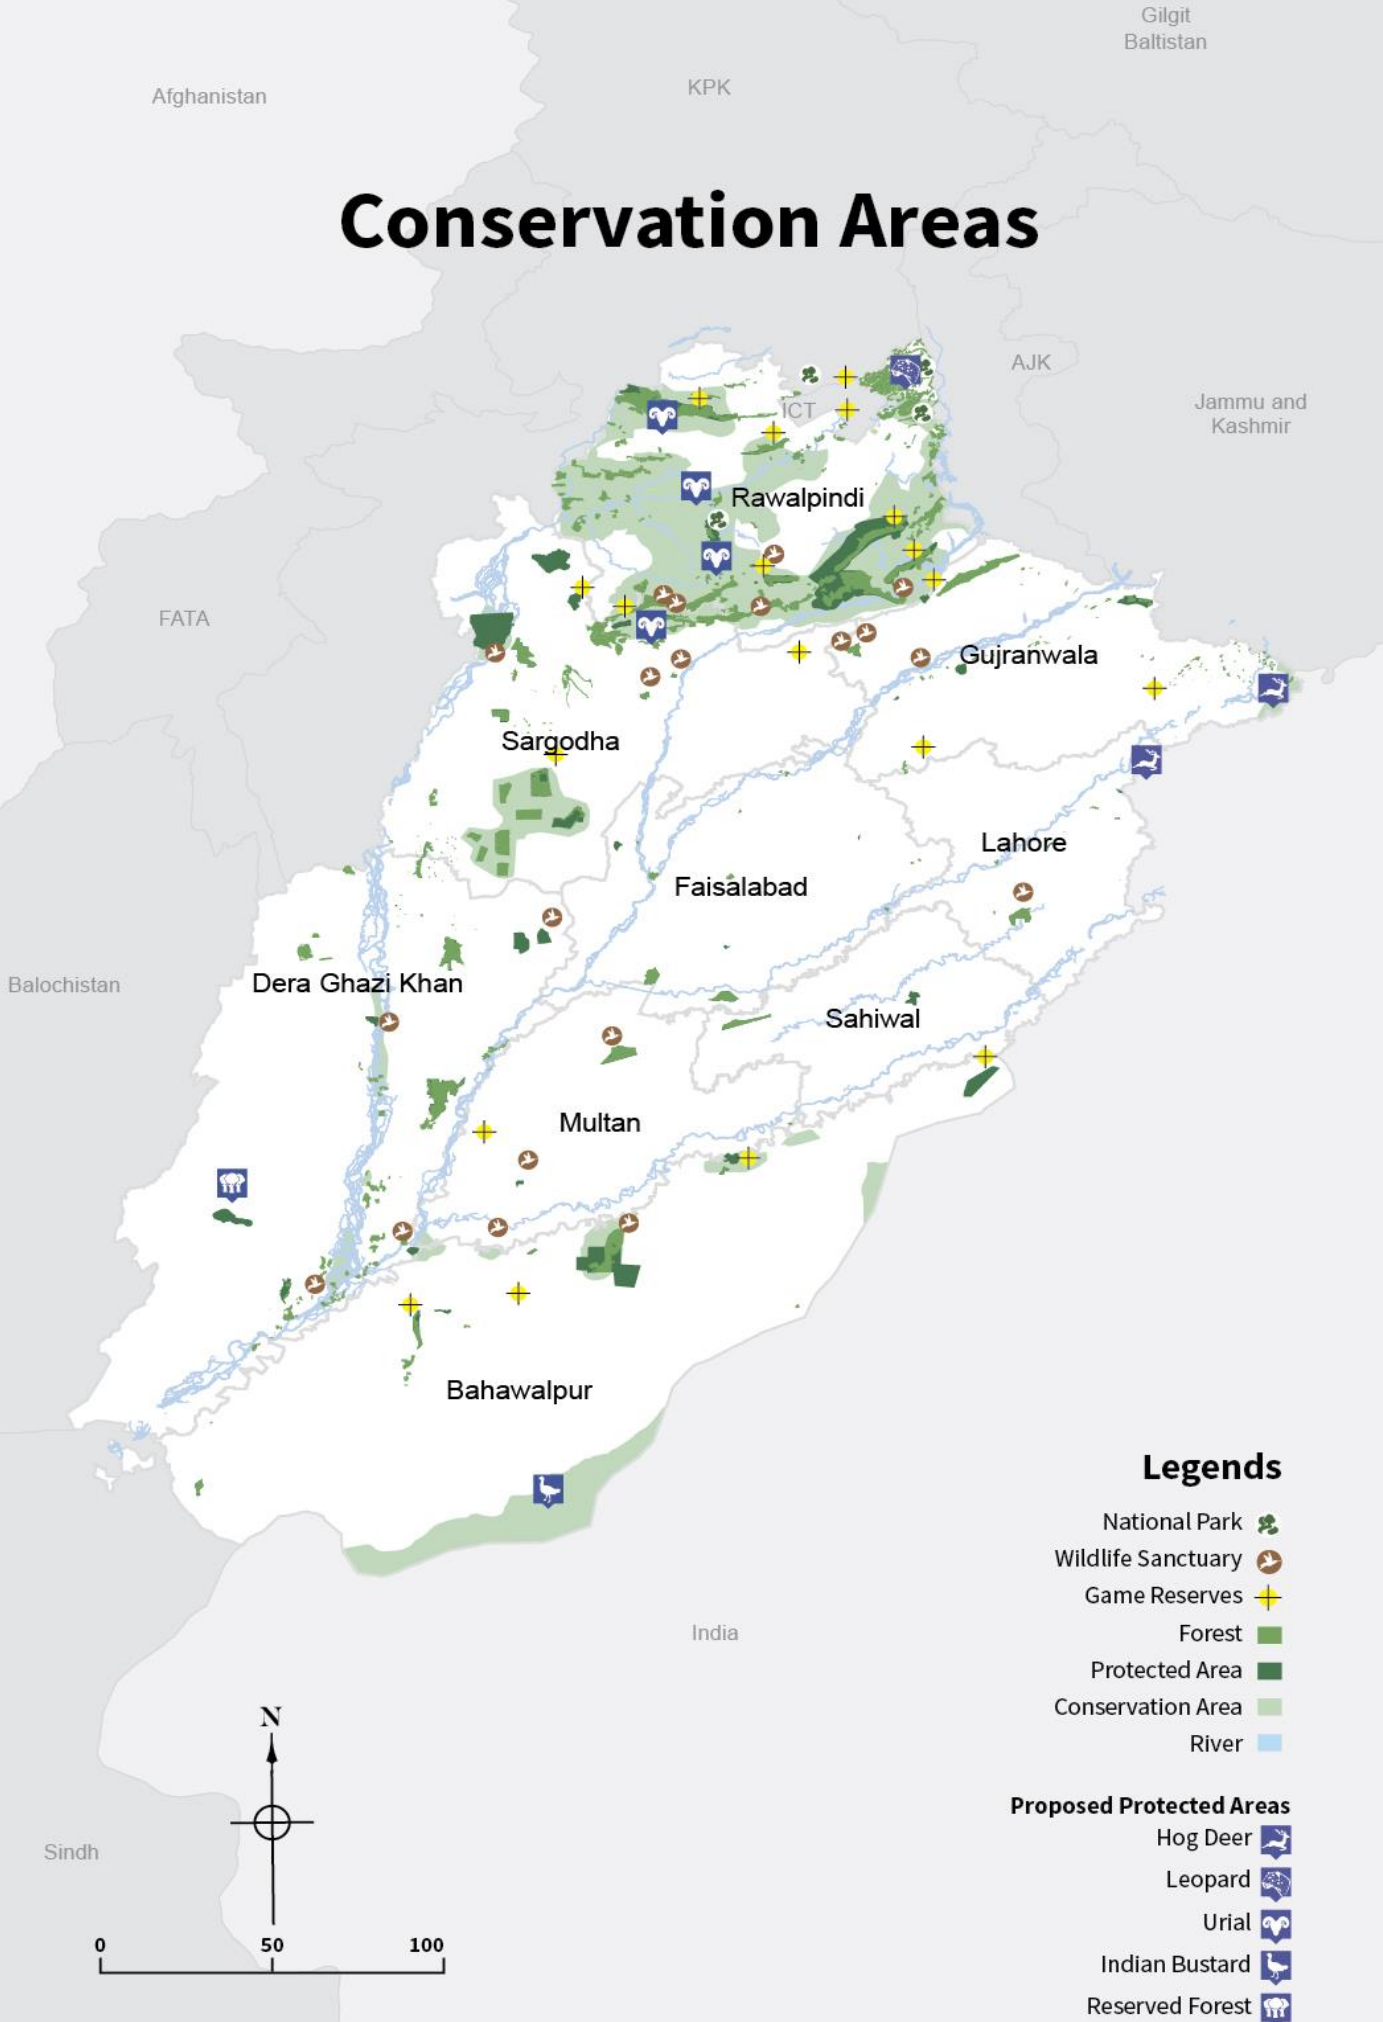 Gilgit
Baltistan
KPK
Afghanistan
Conservation Areas
AJK
Jammu and
Kashmir
ICT
Rawalpindi
FATA
Gujranwala
Sargodha
Lahore
Faisalabad
Dera Ghazi Khan
Balochistan
Sahiwal
Multan
Bahawalpur
India
Sindh
Legends
National Park
Wildlife Sanctuary
Game Reserves
Forest
Protected Area
Conservation Area
River
Proposed Protected Areas
Hog Deer
Leopard
Urial
Indian Bustard
Reserved Forest
N
0 50 100